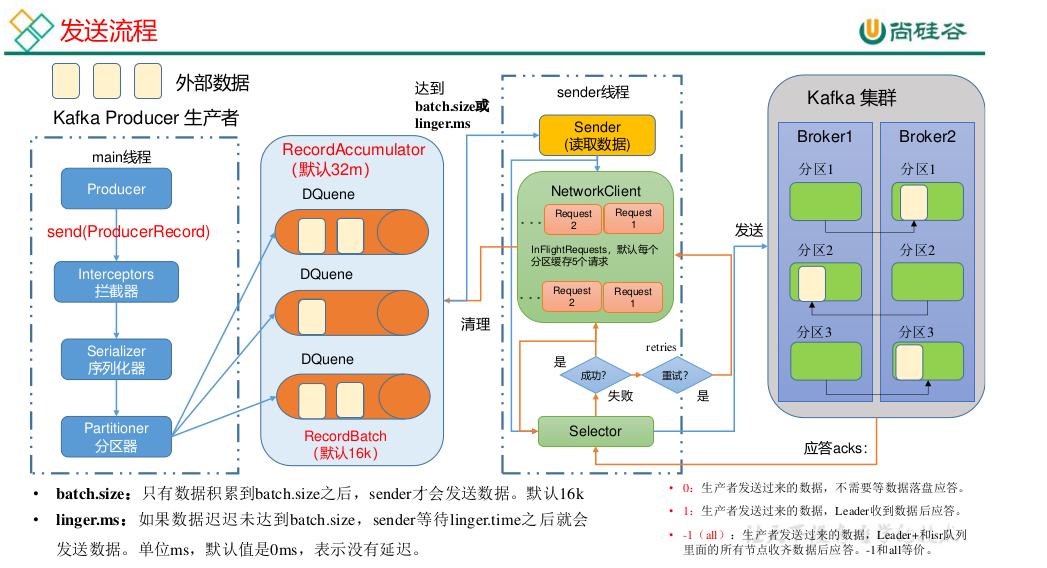 发送流程
尚硅谷
外部数据
Kafka Producer 生产者
main线程
Producer
send(ProducerRecord)
Interceptors
拦截器
Serializer
序列化器
Partitioner
分区器
RecordAccumulator
（默认32m）
DQuene
DQuene
DQuene
RecordBatch
（默认16k）
达到
batch.size或
linger.ms
清理
sender线程
Sender
(读取数据)
NetworkClient
···
Request
2
Request
1
InFlightRequests，默认每个
分区缓存5个请求
···
Request
2
Request
1
是
成功?
失败
retries
重试?
是
Selector
发送
Kafka 集群
Broker1
分区1
分区2
分区3
Broker2
分区1
分区2
分区3
应答acks：
• batch.size：只有数据积累到batch.size之后，sender才会发送数据。默认16k
• linger.ms：如果数据迟迟未达到batch.size，sender等待linger.time之后就会
发送数据。单位ms，默认值是0ms，表示没有延迟。
• 0：生产者发送过来的数据，不需要等数据落盘应答。
• 1：生产者发送过来的数据，Leader收到数据后应答。
• -1（all）：生产者发送过来的数据，Leader+和isr队列
里面的所有节点收齐数据后应答。-1和all等价。